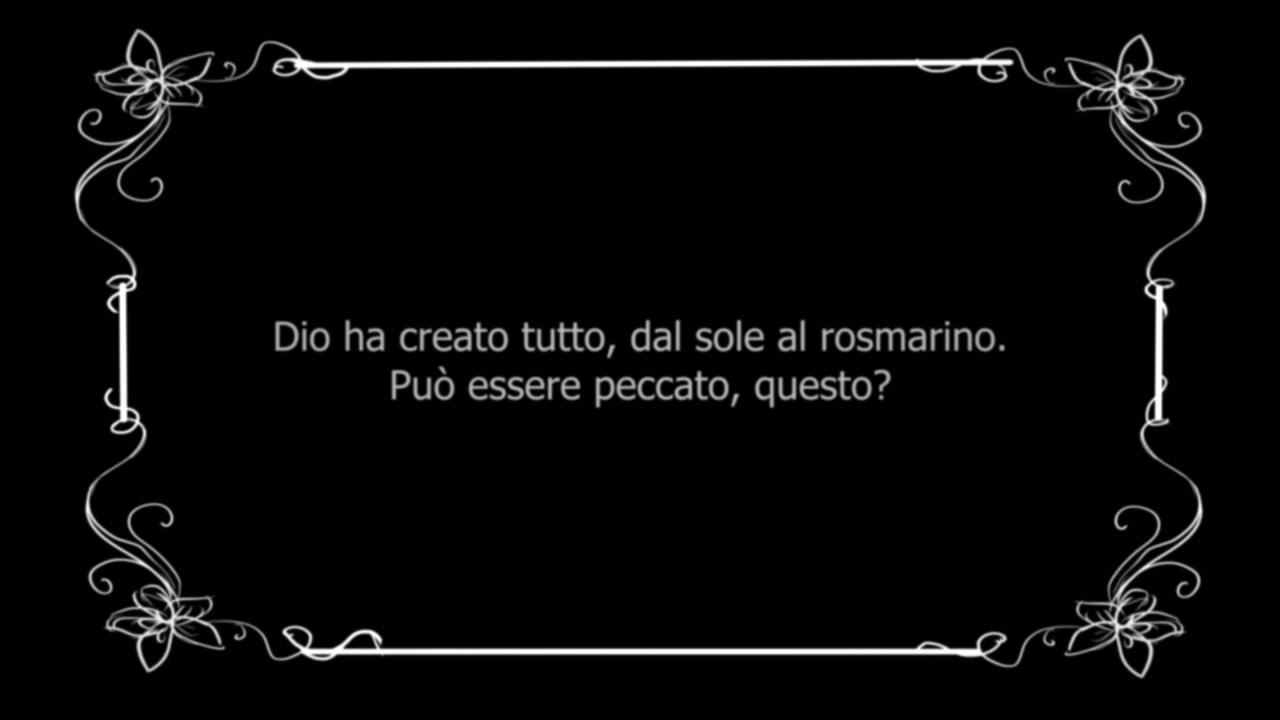 Dio ha creato tutto, dal sole al rosmarino.
Può essere peccato, questo?